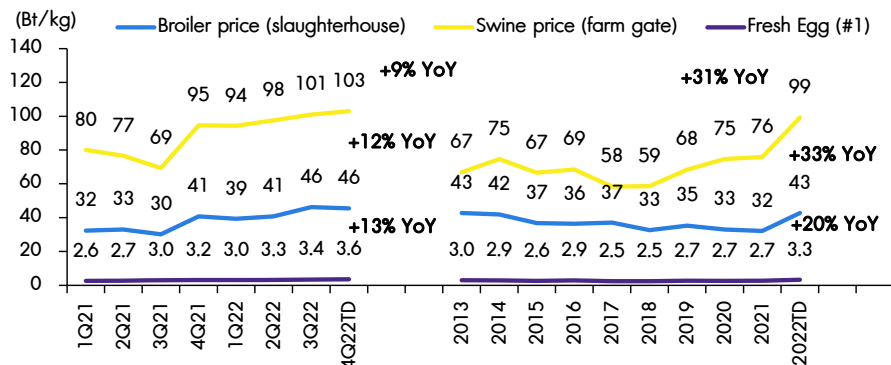 (Bt/kg)
Broiler price (slaughterhouse) Swine price (farm gate) Fresh Egg (#1)
140
120
100
80
60
40
20
0
80 77 69 95 94 98 101 103
+9% YoY
32 33 30 41 39 41 46 46
+12% YoY
2.6 2.7 3.0 3.2 3.0 3.3 3.4 3.6
+13% YoY
67 75 67 69 58 59 68 75 76 99
+31% YoY
43 42 37 36 37 33 35 33 32 43
+33% YoY
3.0 2.9 2.6 2.9 2.5 2.5 2.7 2.7 2.7 3.3
+20% YoY
1Q21 2Q21 3Q21 4Q21 1Q22 2Q22 3Q22 4Q22TD
2013 2014 2015 2016 2017 2018 2019 2020 2021 2022TD